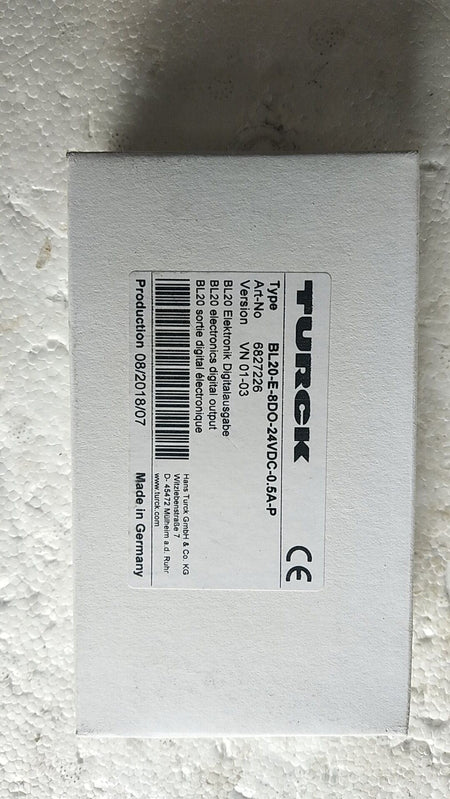 TURCK
CE
Type BL20-E-8DO-24VDC-0.5A-P
Art-No 6827226
Version VN 01-03
BL20 Elektronik Digitalausgabe
BL20 electronics digital output
BL20 sortie digital électronique
Hans Turck GmbH & Co. KG
Witzlebenstraße 7
D- 45472 Mülheim a.d. Ruhr
www.turck.com
Production 08/2018/07 Made in Germany